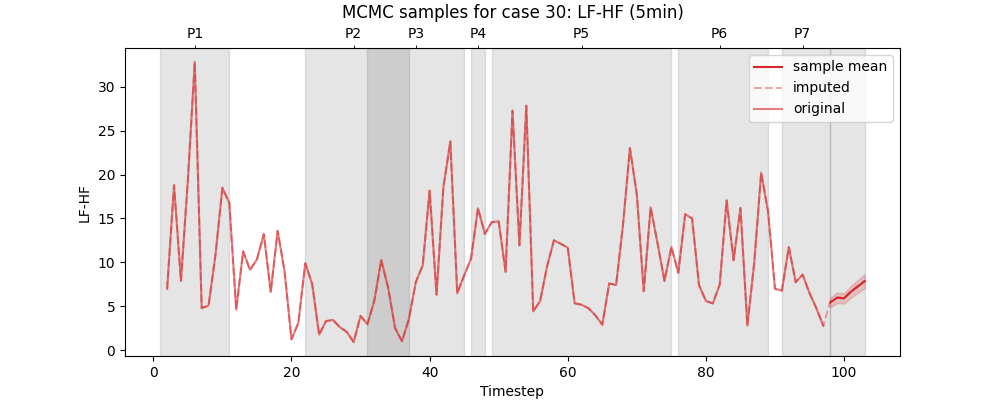 MCMC samples for case 30: LF-HF (5min)
P1 P2 P3 P4 P5 P6 P7
sample mean
imputed
original
30
25
20
15
10
5
0
LF-HF
0 20 40 60 80 100
Timestep